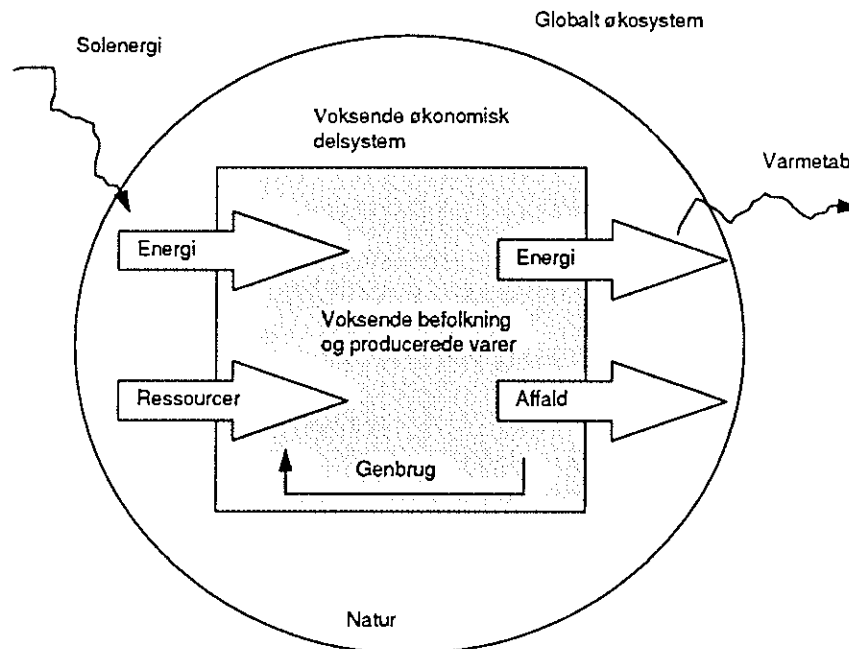 Globalt økosystem
Solenergi
Voksende økonomisk
delsystem
Varmetab
Energi
Energi
Voksende befolkning
og producerede varer
Ressourcer
Affald
Genbrug
Natur